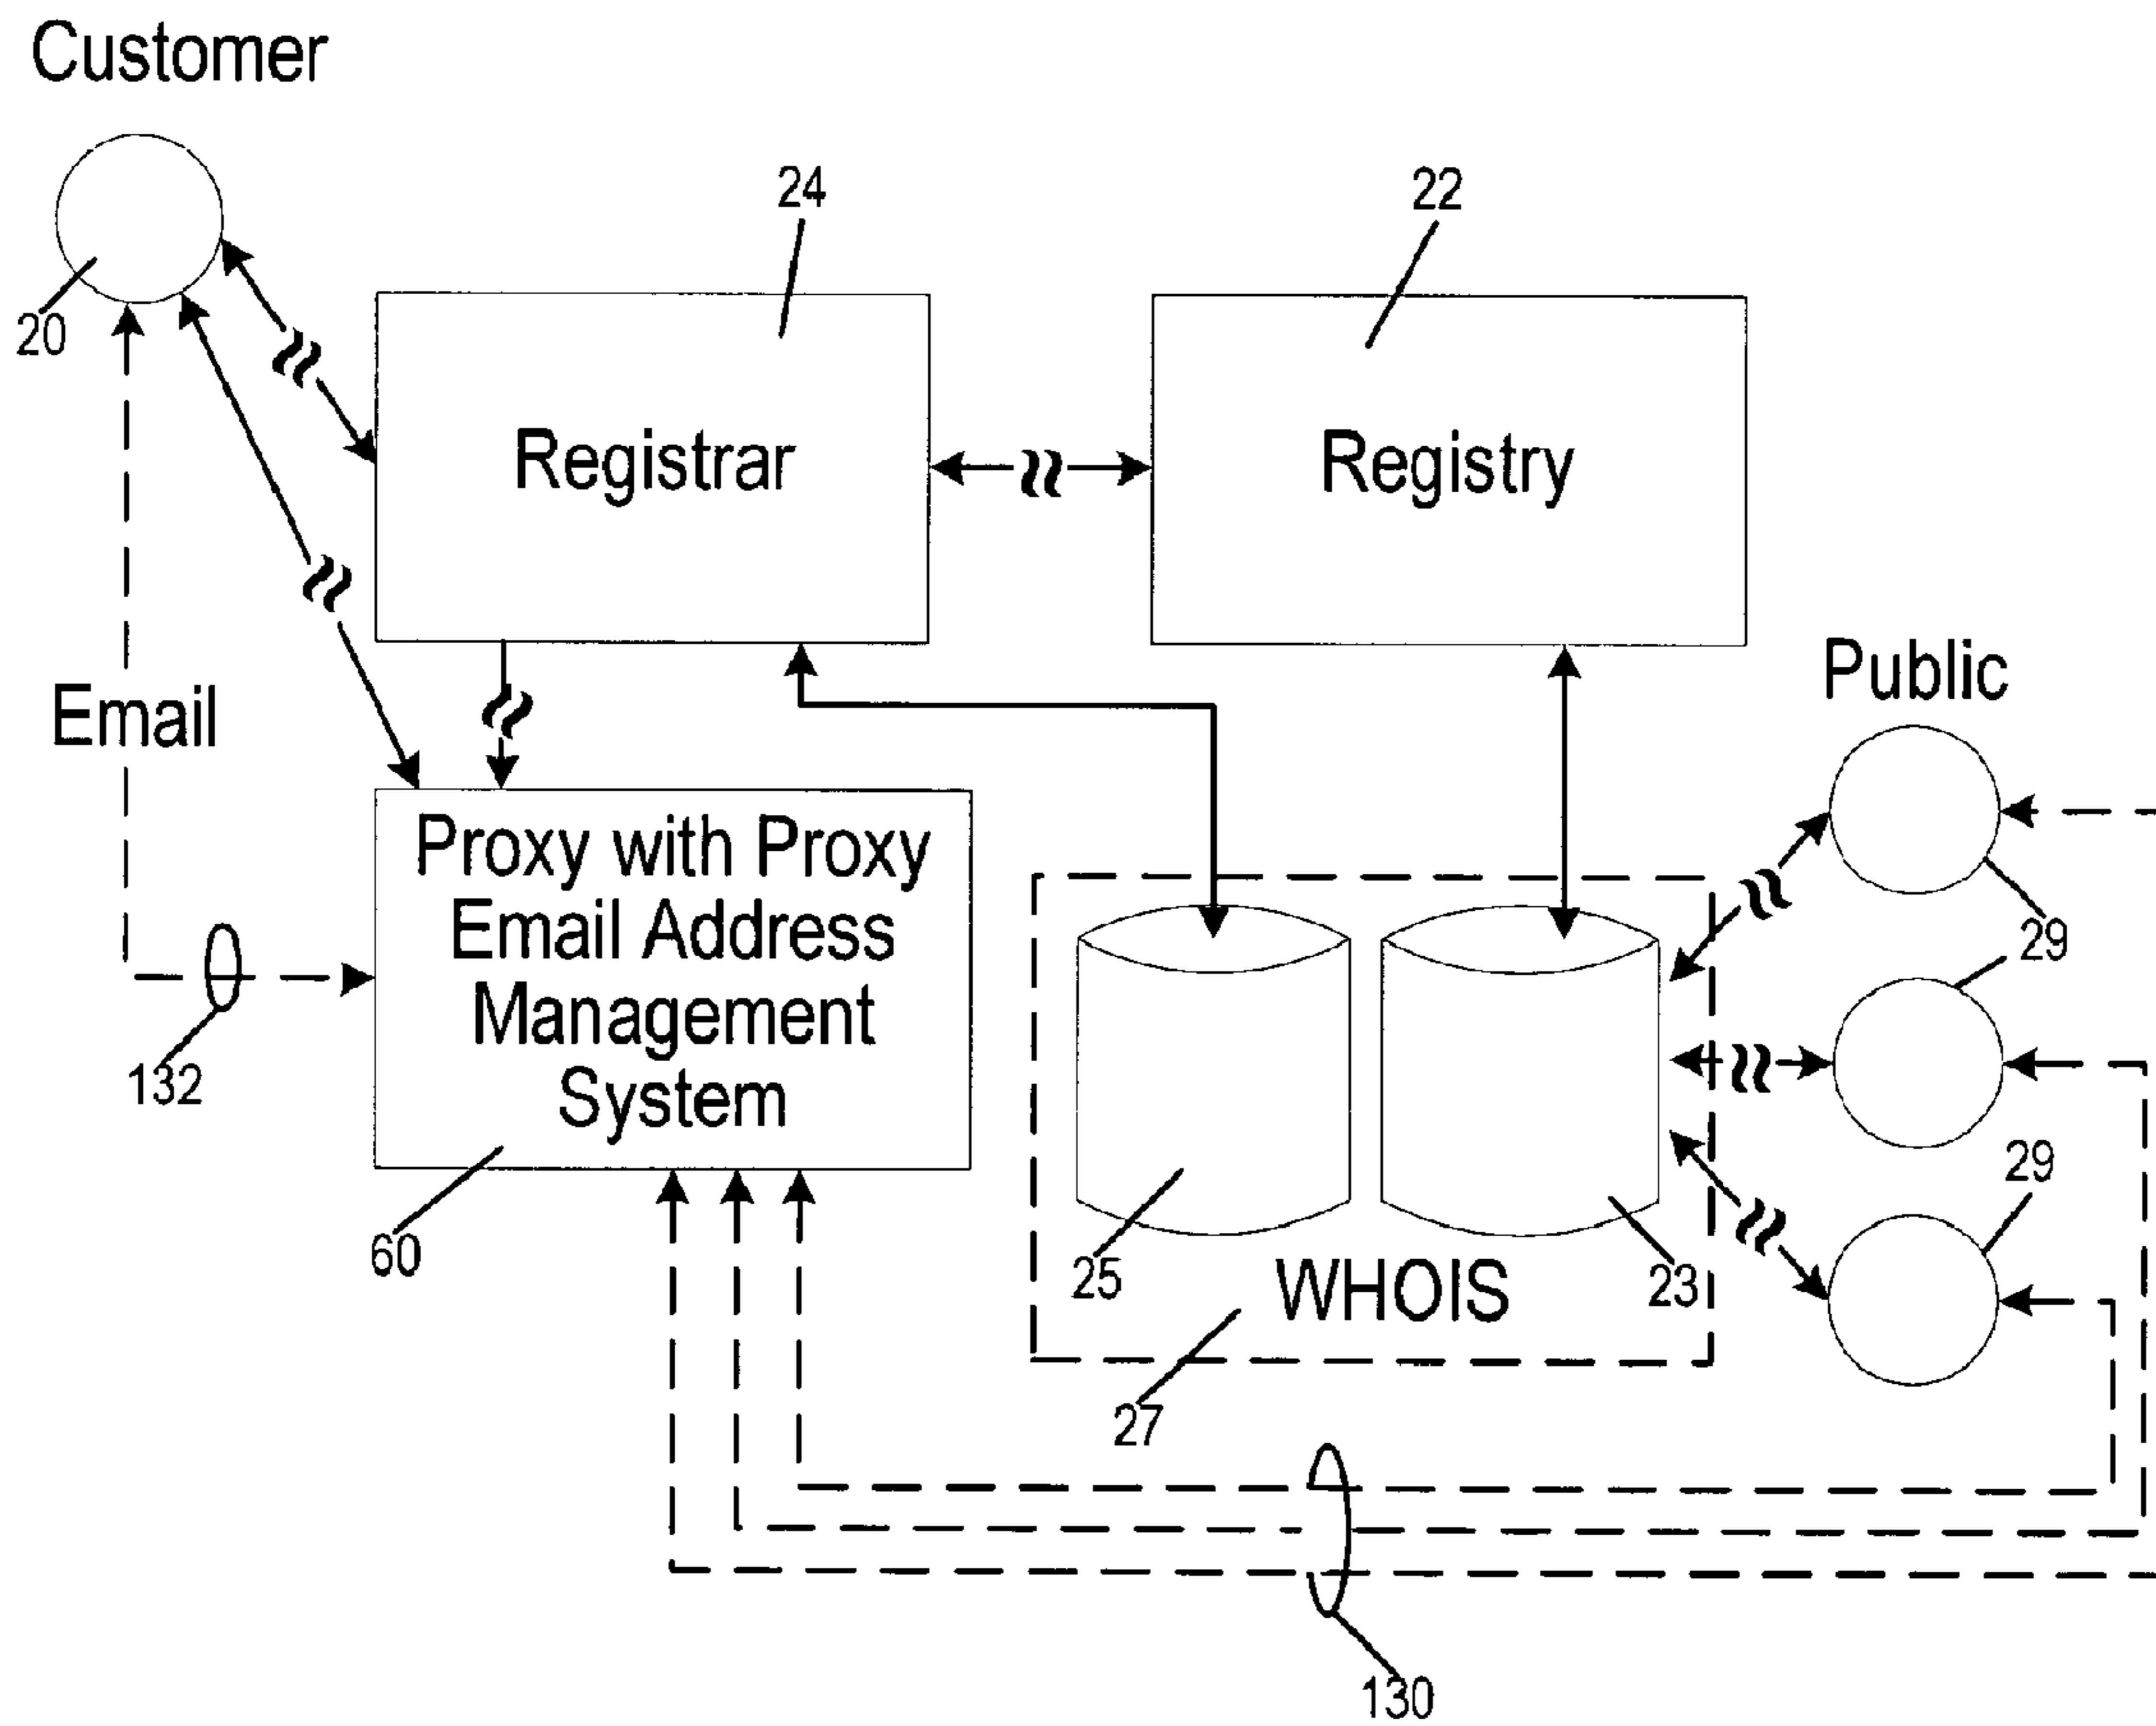 Customer
24
22
20
Registrar
Registry
Public
Email
Proxy with Proxy
Email Address
Management
System
29
132
29
60
25
WHOIS
23
27
130